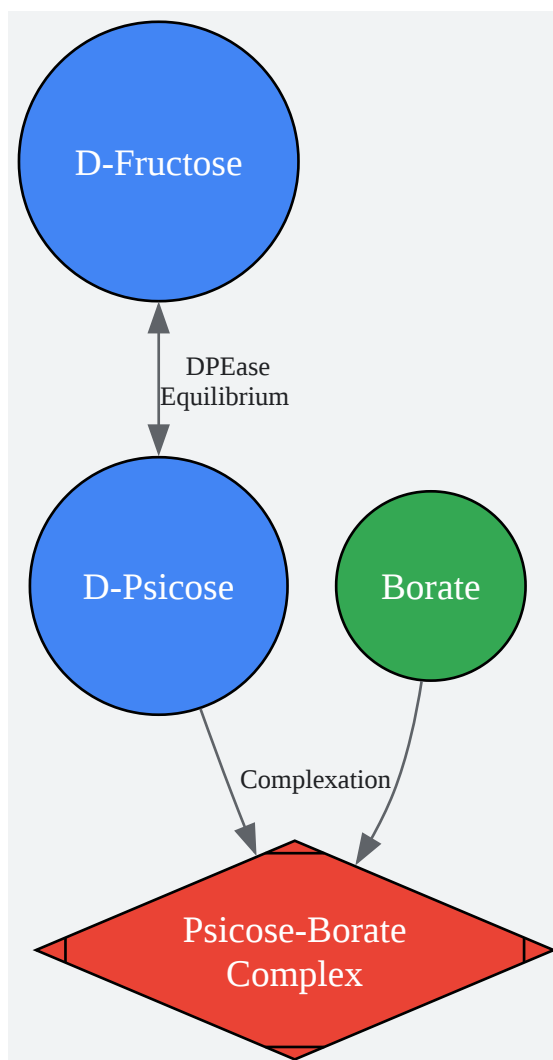 D-Fructose
DPEase
Equilibrium
D-Psicose
Borate
Complexation
Psicose-Borate
Complex